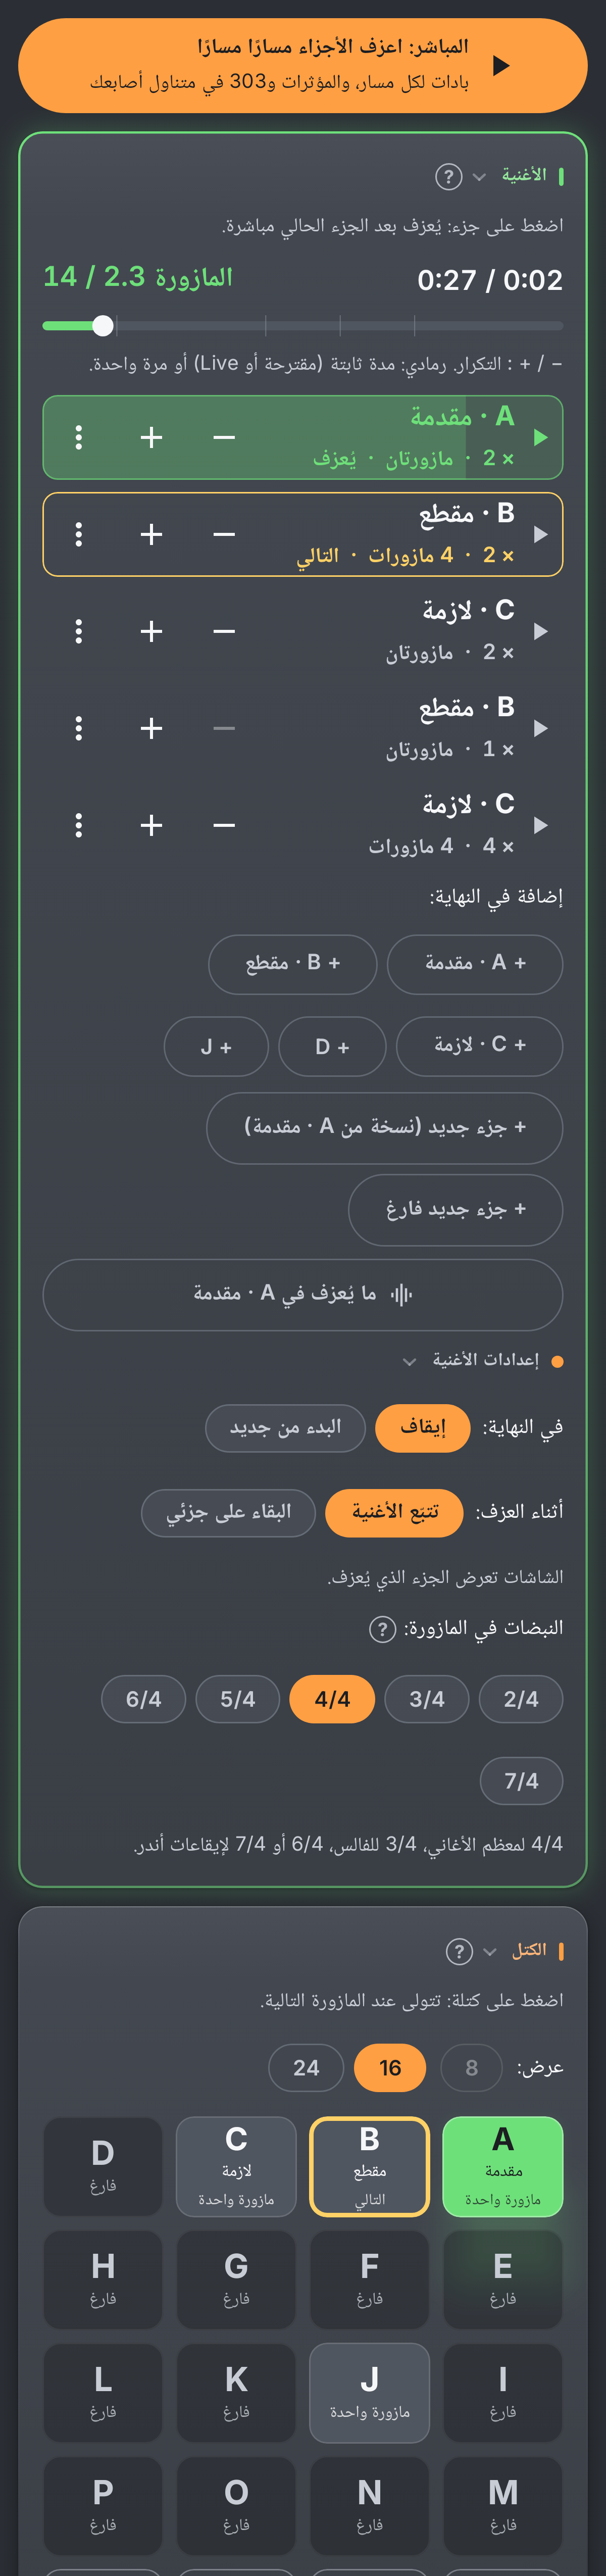 المباشر: اعزف الأجزاء مسارًا مسارًا
بادات لكل مسار، والمؤثرات و303 في متناول أصابعك
الأغنية ?
اضغط على جزء: يُعزف بعد الجزء الحالي مباشرة.
0:27 / 0:02
المازورة 2.3 / 14
− / + : التكرار. رمادي: مدة ثابتة (مقترحة أو Live) أو مرة واحدة.
A · مقدمة
× 2 · مازورتان · يُعزف
B · مقطع
× 2 · 4 مازورات · التالي
C · لازمة
× 2 · مازورتان
B · مقطع
× 1 · مازورتان
C · لازمة
× 4 · 4 مازورات
إضافة في النهاية:
+ A · مقدمة
+ B · مقطع
+ C · لازمة
+ D
+ J
+ جزء جديد (نسخة من A · مقدمة)
+ جزء جديد فارغ
ما يُعزف في A · مقدمة
إعدادات الأغنية
في النهاية: إيقاف البدء من جديد
أثناء العزف: تتبّع الأغنية البقاء على جزئي
الشاشات تعرض الجزء الذي يُعزف.
النبضات في المازورة: ?
2/4 3/4 4/4 5/4 6/4
7/4
4/4 لمعظم الأغاني، 3/4 للفالس، 6/4 أو 7/4 لإيقاعات أندر.
الكتل ?
اضغط على كتلة: تتولى عند المازورة التالية.
عرض: 8 16 24
A
مقدمة
مازورة واحدة
B
مقطع
التالي
C
لازمة
مازورة واحدة
D
فارغ
E
فارغ
F
فارغ
G
فارغ
H
فارغ
I
فارغ
J
مازورة واحدة
K
فارغ
L
فارغ
M
فارغ
N
فارغ
O
فارغ
P
فارغ